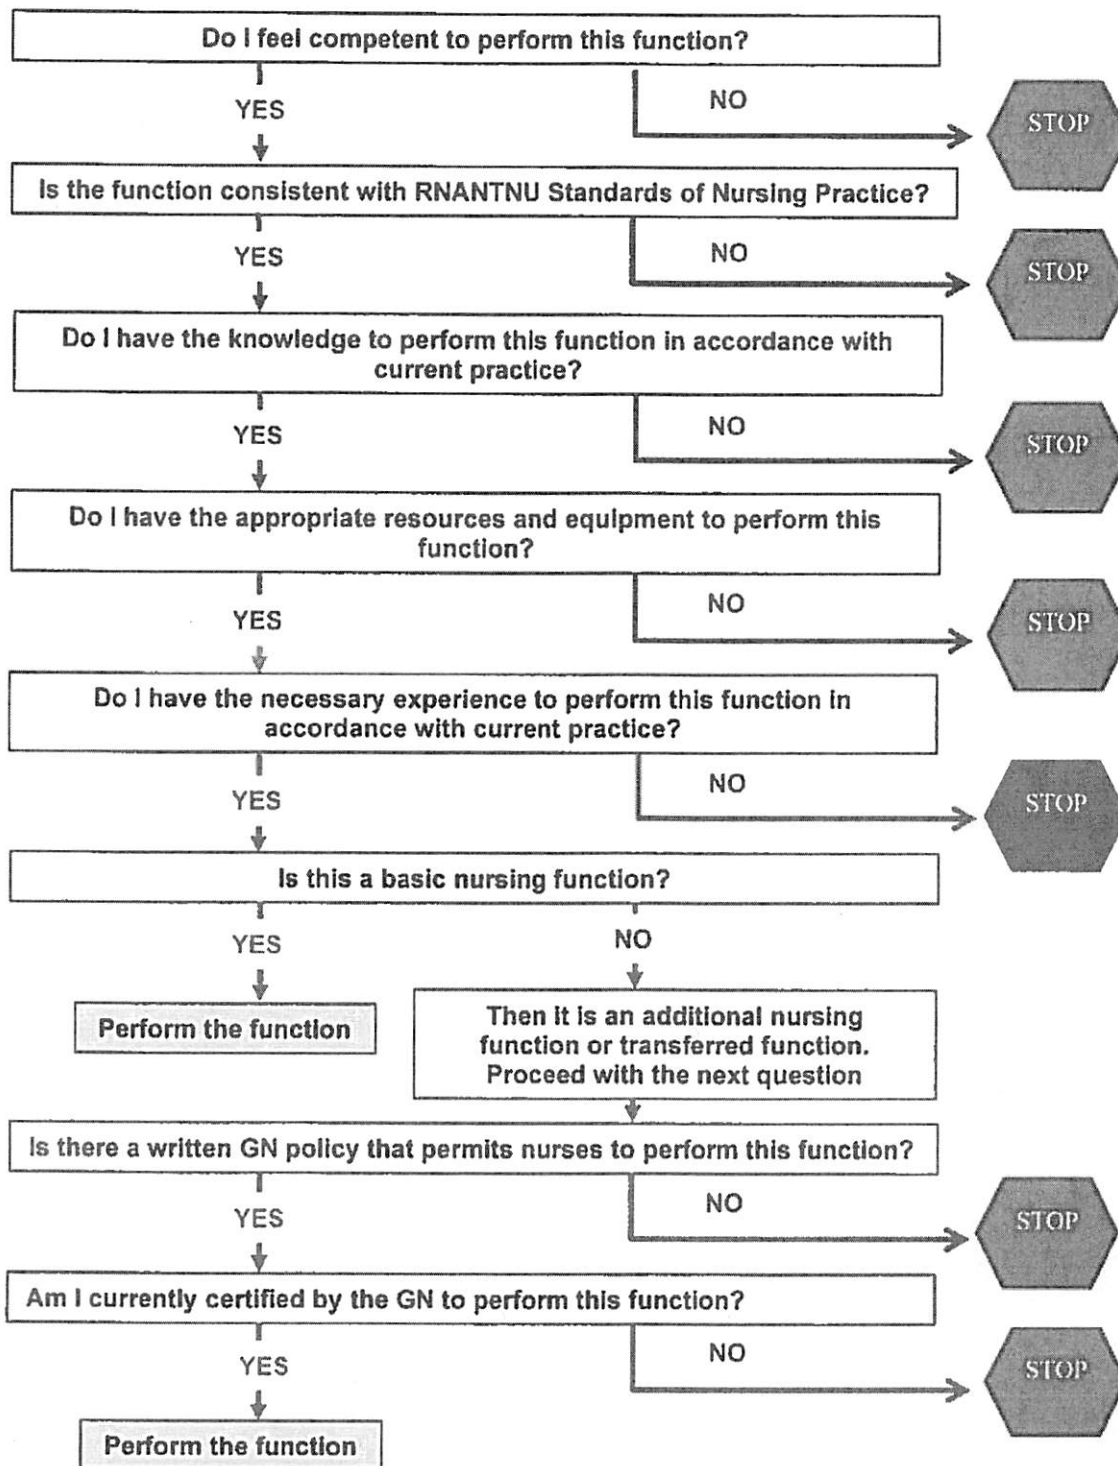 Do I feel competent to perform this function?
YES
NO
STOP
Is the function consistent with RNANTNU Standards of Nursing Practice?
YES
NO
STOP
Do I have the knowledge to perform this function in accordance with
current practice?
YES
NO
STOP
Do I have the appropriate resources and equipment to perform this
function?
YES
NO
STOP
Do I have the necessary experience to perform this function in
accordance with current practice?
YES
NO
STOP
Is this a basic nursing function?
YES
NO
Perform the function
Then it is an additional nursing
function or transferred function.
Proceed with the next question
Is there a written GN policy that permits nurses to perform this function?
YES
NO
STOP
Am I currently certified by the GN to perform this function?
YES
NO
STOP
Perform the function